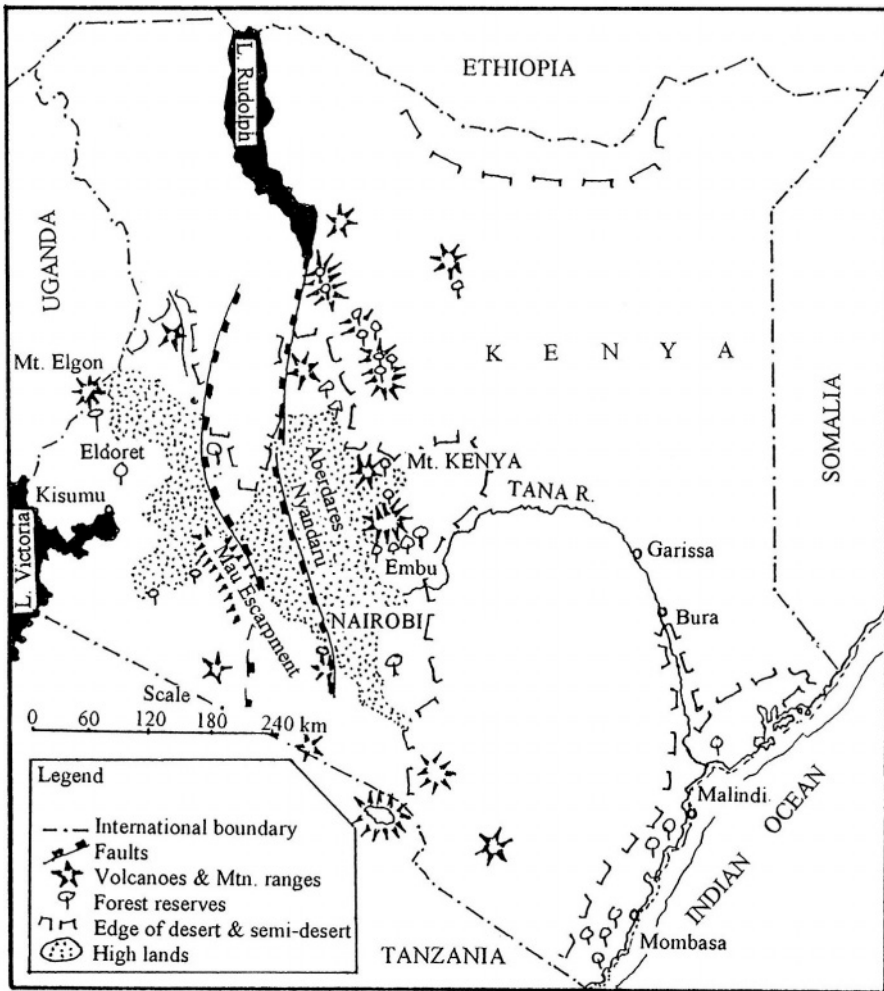 ETHIOPIA
L. Rudolph
UGANDA
KENYA
SOMALIA
Mt. Elgon
Eldoret
Kisumu
L. Victoria
Aberdares
Nyandaru
Mt. KENYA
TANA R.
Garissa
Embu
Mau Escarpment
NAIROBI
Bura
Scale
0 60 120 180 240 km
Malindi
INDIAN OCEAN
Mombasa
TANZANIA
Legend
International boundary
Faults
Volcanoes & Mtn. ranges
Forest reserves
Edge of desert & semi-desert
High lands